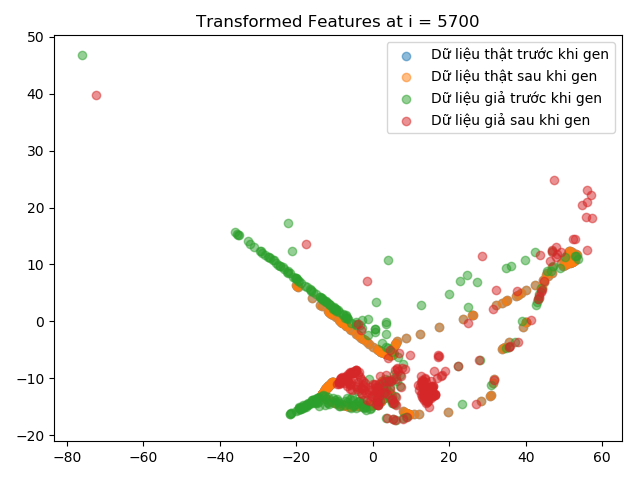 Transformed Features at i = 5700
Dữ liệu thật trước khi gen
Dữ liệu thật sau khi gen
Dữ liệu giả trước khi gen
Dữ liệu giả sau khi gen
50
40
30
20
10
0
−10
−20
−80 −60 −40 −20 0 20 40 60